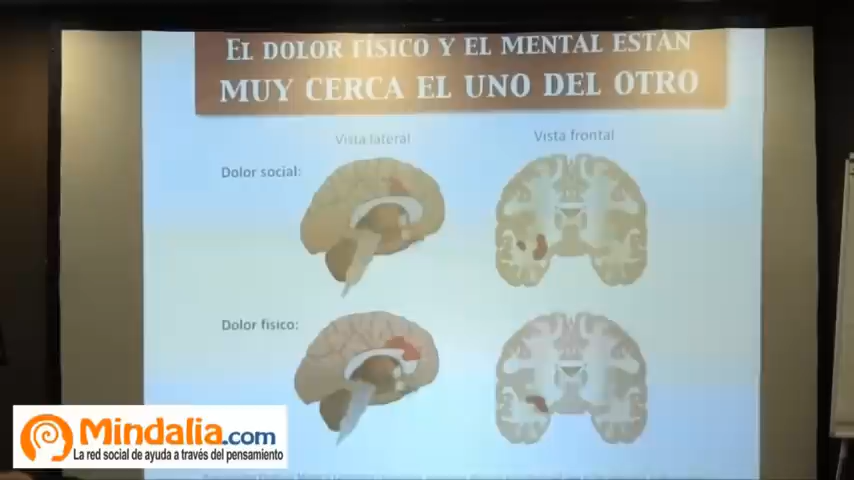 EL DOLOR FÍSICO Y EL MENTAL ESTÁN
MUY CERCA EL UNO DEL OTRO
Vista lateral
Vista frontal
Dolor social:
Dolor físico:
Mindalia.com
La red social de ayuda a través del pensamiento